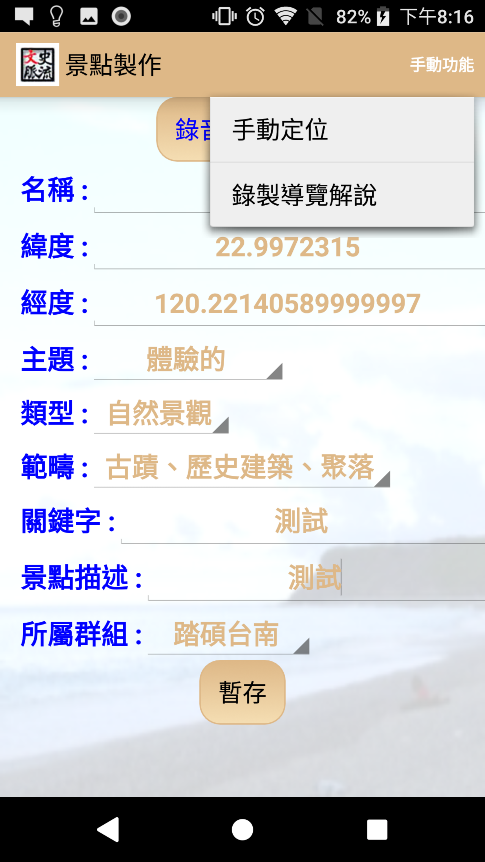 82% 下午8:16
文史脈流 景點製作 手動功能
錄音
手動定位
錄製導覽解說
名稱 :
緯度 : 22.9972315
經度 : 120.22140589999997
主題 : 體驗的
類型 : 自然景觀
範疇 : 古蹟、歷史建築、聚落
關鍵字 : 測試
景點描述 : 測試
所屬群組 : 踏碩台南
暫存